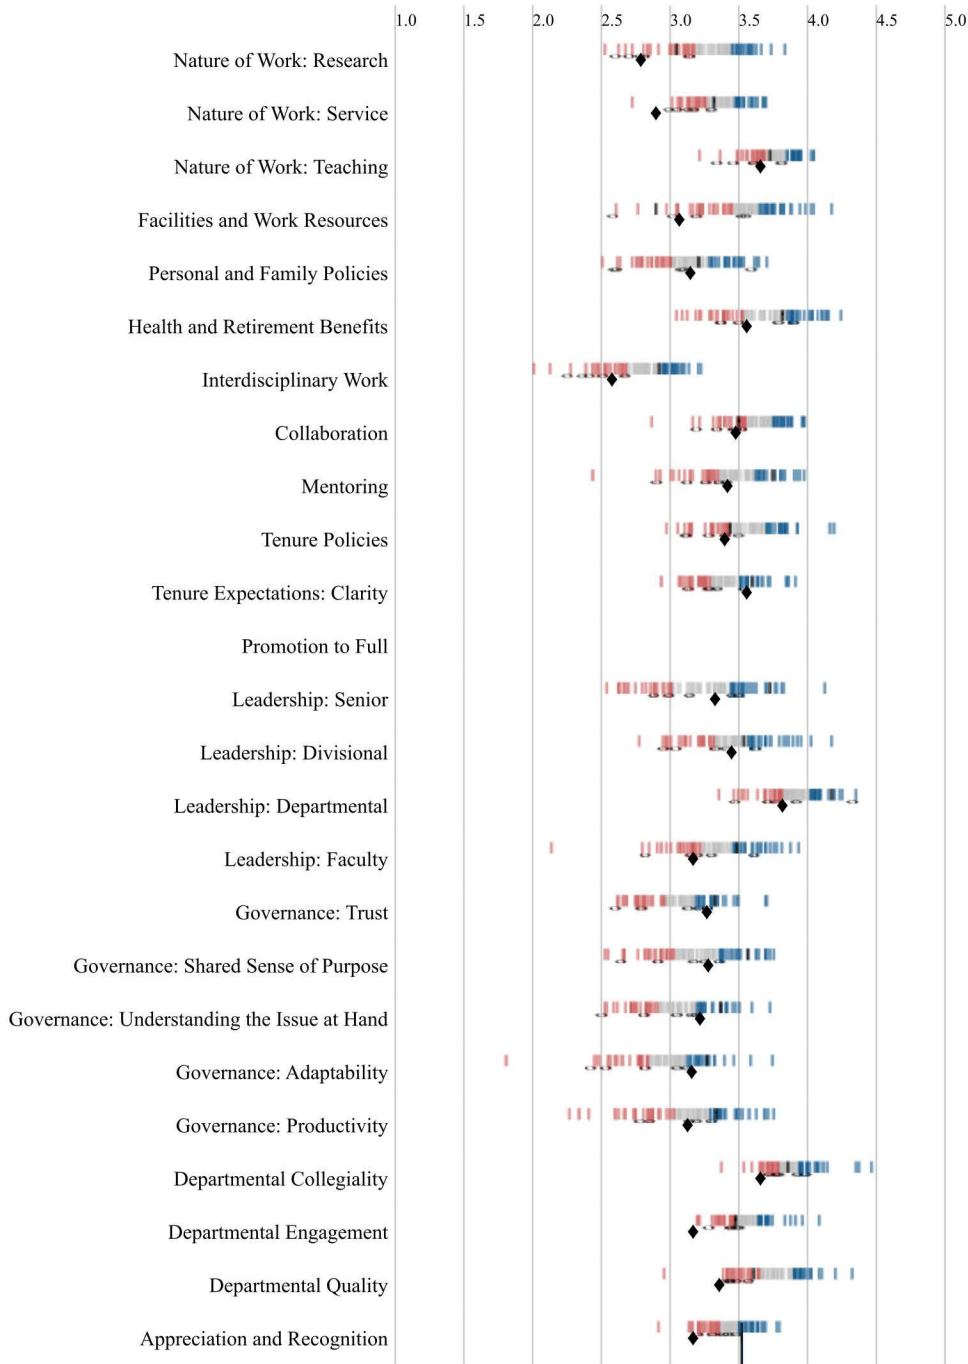 1.0 1.5 2.0 2.5 3.0 3.5 4.0 4.5 5.0
Nature of Work: Research
Nature of Work: Service
Nature of Work: Teaching
Facilities and Work Resources
Personal and Family Policies
Health and Retirement Benefits
Interdisciplinary Work
Collaboration
Mentoring
Tenure Policies
Tenure Expectations: Clarity
Promotion to Full
Leadership: Senior
Leadership: Divisional
Leadership: Departmental
Leadership: Faculty
Governance: Trust
Governance: Shared Sense of Purpose
Governance: Understanding the Issue at Hand
Governance: Adaptability
Governance: Productivity
Departmental Collegiality
Departmental Engagement
Departmental Quality
Appreciation and Recognition